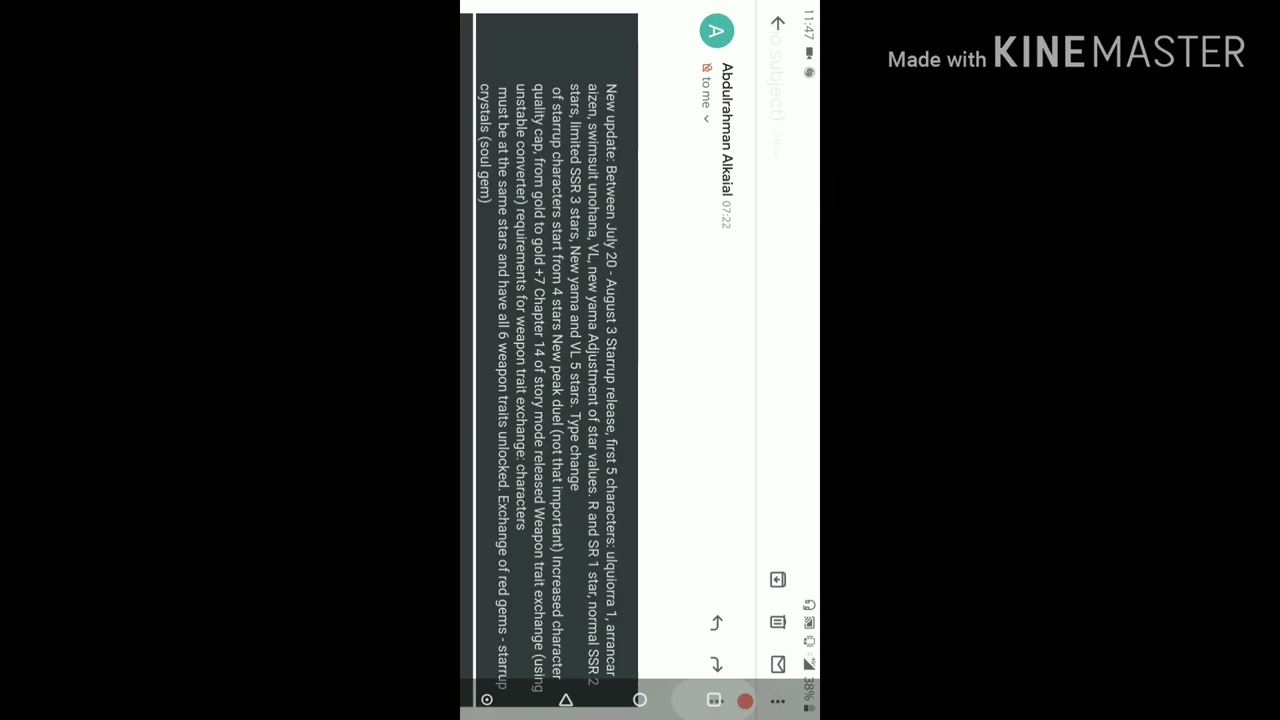 Made with KINEMASTER
11:47
38%
(no subject)
Inbox
A
Abdulrahman Alkaial 07:22
to me
New update: Between July 20 - August 3 Starrup release, first 5 characters: ulquiorra 1, arrancar
aizen, swimsuit unohana, VL, new yama Adjustment of star values. R and SR 1 star, normal SSR 2
stars, limited SSR 3 stars, New yama and VL 5 stars. Type change
of starrup characters start from 4 stars New peak duel (not that important) Increased character
quality cap, from gold to gold +7 Chapter 14 of story mode released Weapon trait exchange (using
unstable converter) requirements for weapon trait exchange: characters
must be at the same stars and have all 6 weapon traits unlocked. Exchange of red gems - starrup
crystals (soul gem)